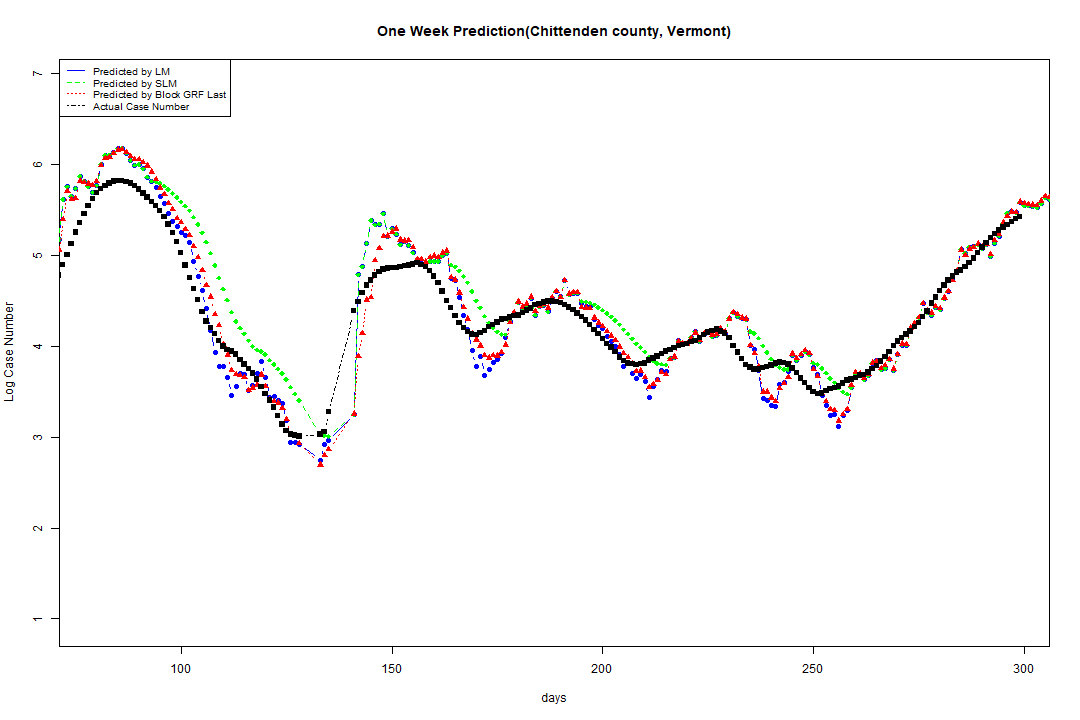 One Week Prediction(Chittenden county, Vermont)
Predicted by LM
Predicted by SLM
Predicted by Block GRF Last
Actual Case Number
7
6
5
4
3
2
1
Log Case Number
100 150 200 250 300
days